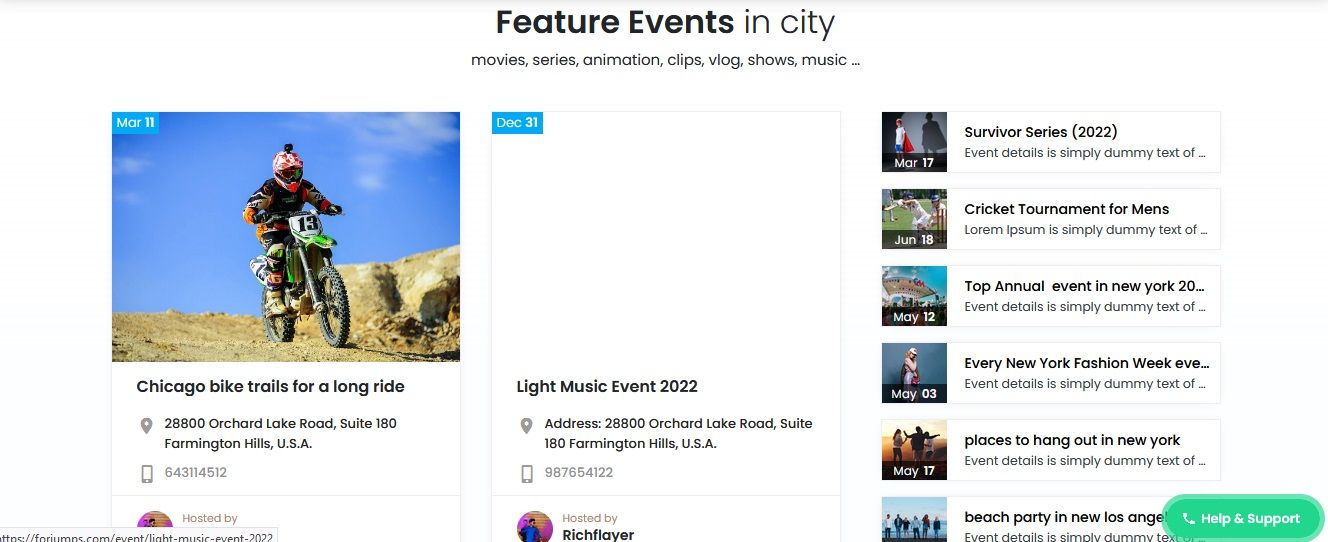 Feature Events in city
movies, series, animation, clips, vlog, shows, music ...
Mar 11
13
Chicago bike trails for a long ride
28800 Orchard Lake Road, Suite 180
Farmington Hills, U.S.A.
643114512
Hosted by
Dec 31
Light Music Event 2022
Address: 28800 Orchard Lake Road, Suite
180 Farmington Hills, U.S.A.
987654122
Hosted by
Richflayer
Mar 17
Survivor Series (2022)
Event details is simply dummy text of ...
Jun 18
Cricket Tournament for Mens
Lorem Ipsum is simply dummy text of ...
May 12
Top Annual event in new york 20...
Event details is simply dummy text of ...
May 03
Every New York Fashion Week eve...
Event details is simply dummy text of ...
May 17
places to hang out in new york
Event details is simply dummy text of ...
beach party in new los angel
Event details is simply dummy text of ...
Help & Support
https://foriumps.com/event/light-music-event-2022